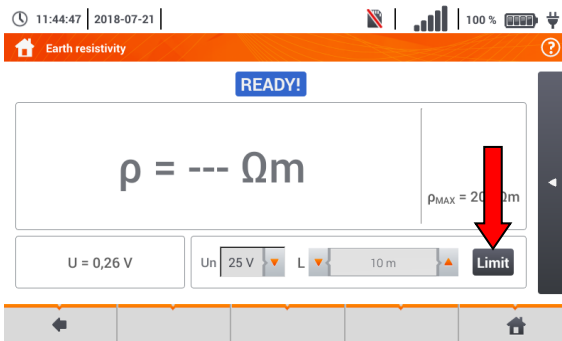 11:44:47 2018-07-21 100 %
Earth resistivity ?
READY!
ρ = --- Ωm
ρMAX = 20 Ωm
U = 0,26 V Un 25 V L 10 m Limit